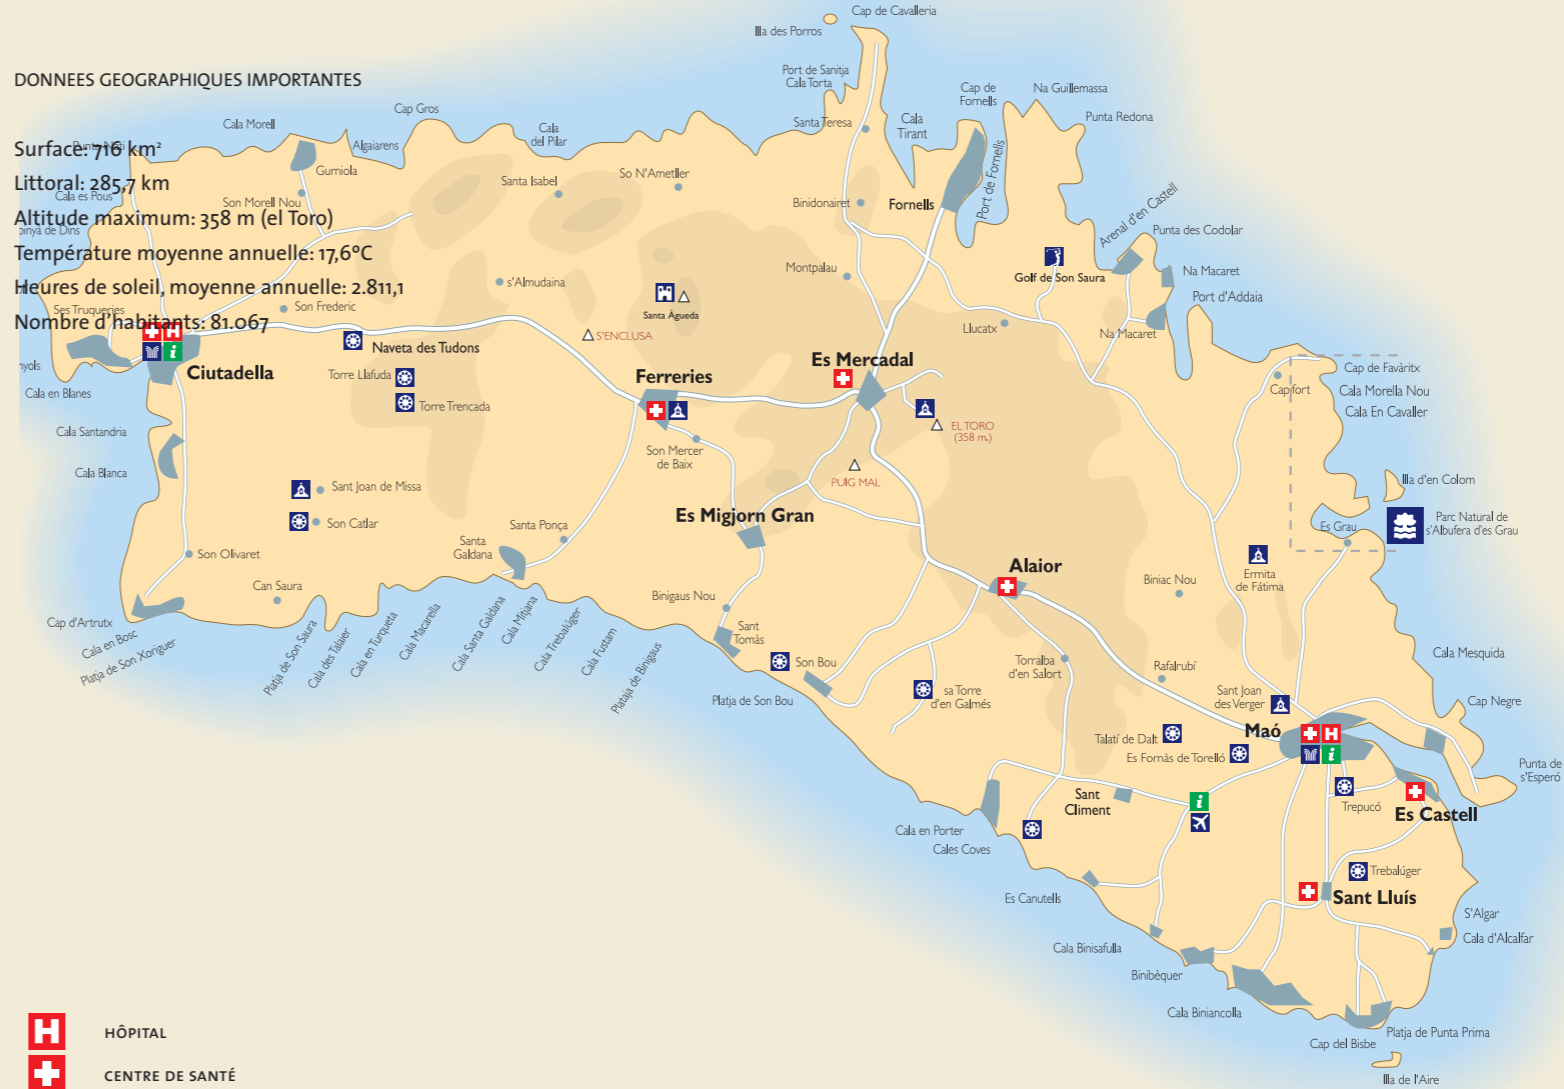 Cap de Cavalleria
Illa des Porros
DONNEES GEOGRAPHIQUES IMPORTANTES
Port de Sanitja
Cala Torta
Cap de
Fornells
Na Guillemassa
Cap Gros
Cala Morell
Cala
del Pilar
Santa Teresa
Cala
Tirant
Punta Redona
Punta Nati
Algaiarens
Surface: 716 km²
Gurniola
So N'Ametller
Port de Fornells
Littoral: 285,7 km
Santa Isabel
Cala es Pous
Son Morell Nou
Binidonairet
Fornells
Arenal d'en Castell
Altitude maximum: 358 m (el Toro)
Punta des Codolar
Température moyenne annuelle: 17,6°C
Montpalau
Golf de Son Saura
Na Macaret
s'Almudaina
Heures de soleil, moyenne annuelle: 2.811,1
Port d'Addaia
Ses Truqueries
Son Frederic
Santa Àgueda
Nombre d'habitants: 81.067
Llucatx
Na Macaret
S'ENCLUSA
Naveta des Tudons
Es Mercadal
Cap de Favàritx
Ciutadella
Torre Llafuda
Ferreries
Cap fort
Cala Morella Nou
Cala en Blanes
Torre Trencada
Cala En Cavaller
EL TORO
(358 m.)
Cala Santandria
Son Mercer
de Baix
Cala Blanca
PUIG MAL
Illa d'en Colom
Sant Joan de Missa
Es Migjorn Gran
Son Catlar
Santa Ponça
Es Grau
Parc Natural de
s'Albufera d'es Grau
Santa
Galdana
Son Olivaret
Alaior
Ermita
de Fátima
Can Saura
Biniac Nou
Binigaus Nou
Cap d'Artrutx
Cala en Bosc
Platja de Son Xoriguer
Platja de Son Saura
Cala des Talaier
Cala en Turqueta
Cala Macarella
Cala Santa Galdana
Cala Mitjana
Cala Trebalúger
Cala Fustam
Plataja de Binigaus
Sant
Tomàs
Cala Mesquida
Son Bou
Torralba
d'en Salort
Rafalrubí
Platja de Son Bou
sa Torre
d'en Galmés
Sant Joan
des Verger
Cap Negre
Talatí de Dalt
Maó
Es Fornàs de Torelló
Punta de
s'Esperó
Sant
Climent
Trepucó
Es Castell
Cala en Porter
Cales Coves
Trebalúger
Es Canutells
Sant Lluís
S'Algar
Cala d'Alcalfar
Cala Binisafulla
Binibèquer
Cala Biniancolla
Platja de Punta Prima
Cap del Bisbe
Illa de l'Aire
H HÔPITAL
CENTRE DE SANTÉ